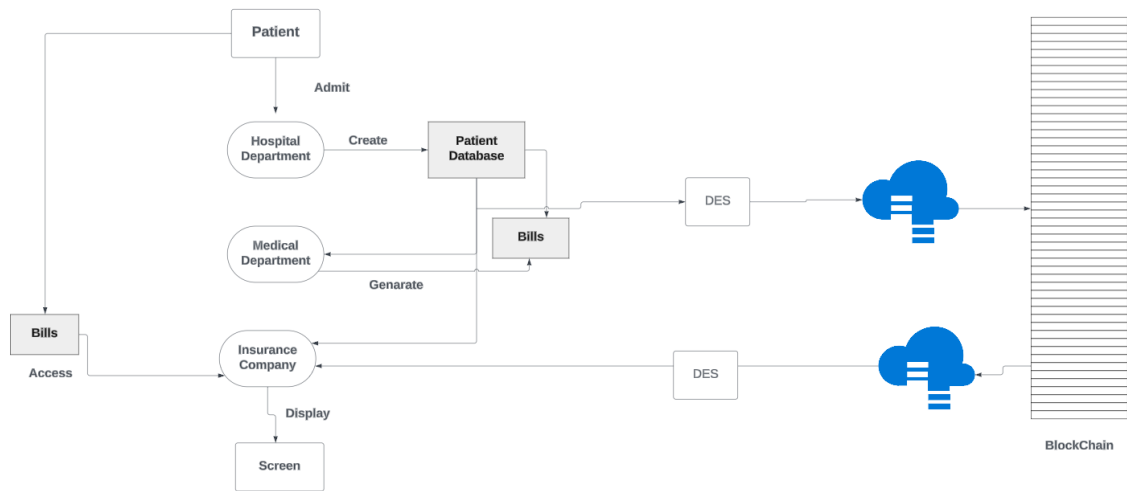 Patient
Admit
Hospital
Department
Create
Patient
Database
DES
Bills
Medical
Department
Genarate
Bills
Access
Insurance
Company
DES
Display
Screen
BlockChain